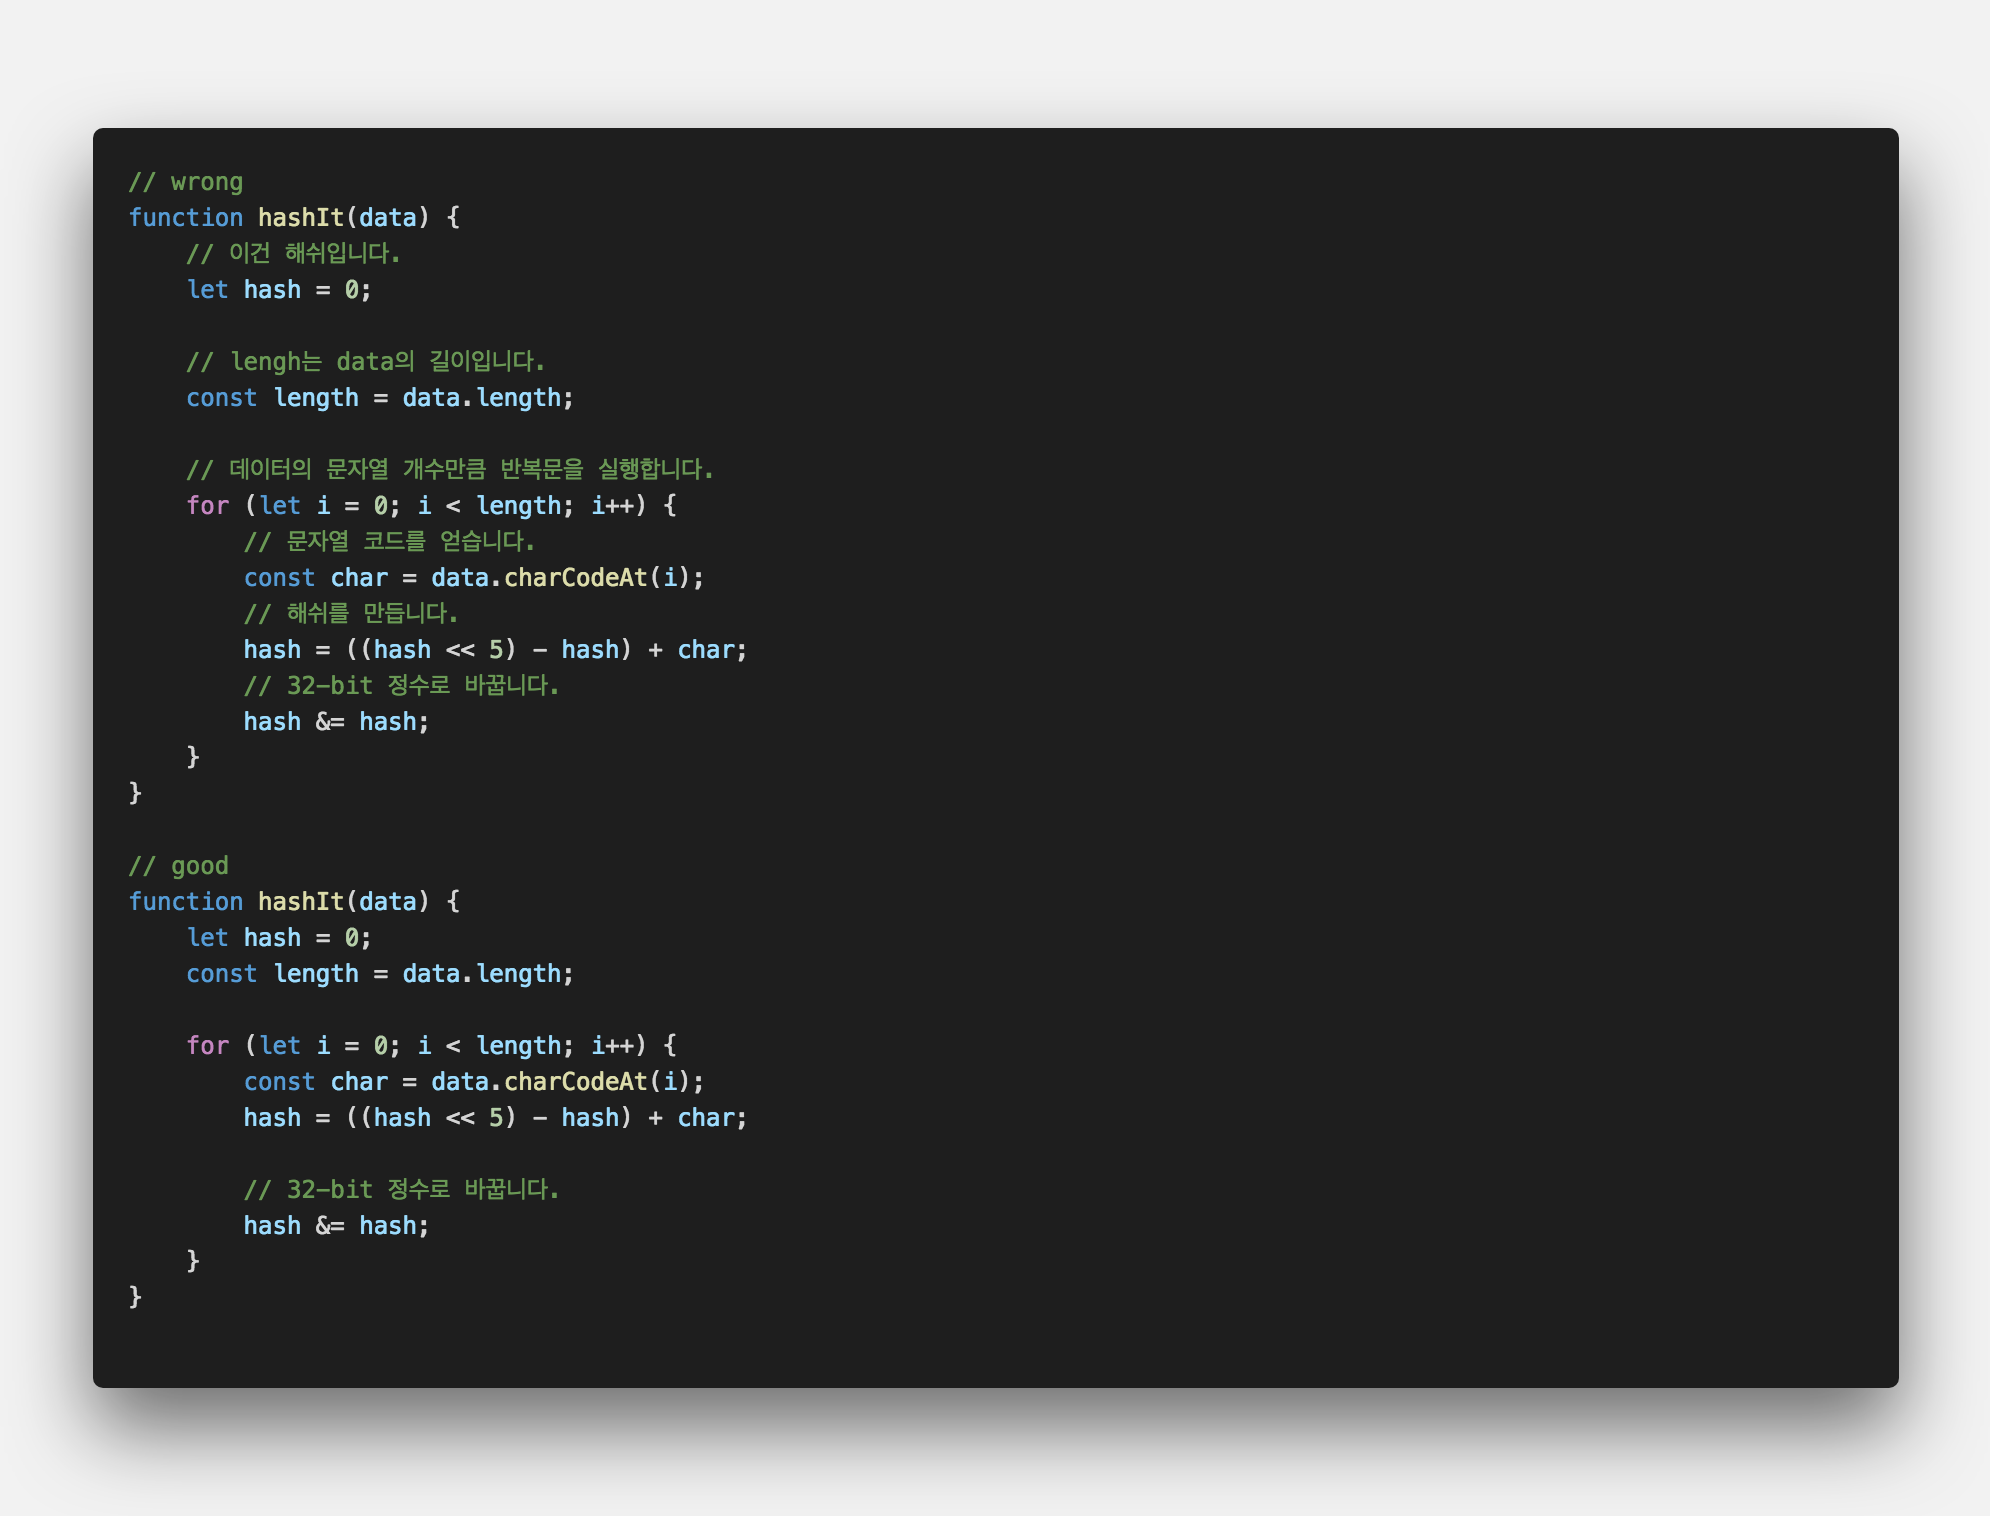 // wrong
function hashIt(data) {
    // 이건 해쉬입니다.
    let hash = 0;

    // lengh는 data의 길이입니다.
    const length = data.length;

    // 데이터의 문자열 개수만큼 반복문을 실행합니다.
    for (let i = 0; i < length; i++) {
        // 문자열 코드를 얻습니다.
        const char = data.charCodeAt(i);
        // 해쉬를 만듭니다.
        hash = ((hash << 5) - hash) + char;
        // 32-bit 정수로 바꿉니다.
        hash &= hash;
    }
}

// good
function hashIt(data) {
    let hash = 0;
    const length = data.length;

    for (let i = 0; i < length; i++) {
        const char = data.charCodeAt(i);
        hash = ((hash << 5) - hash) + char;

        // 32-bit 정수로 바꿉니다.
        hash &= hash;
    }
}